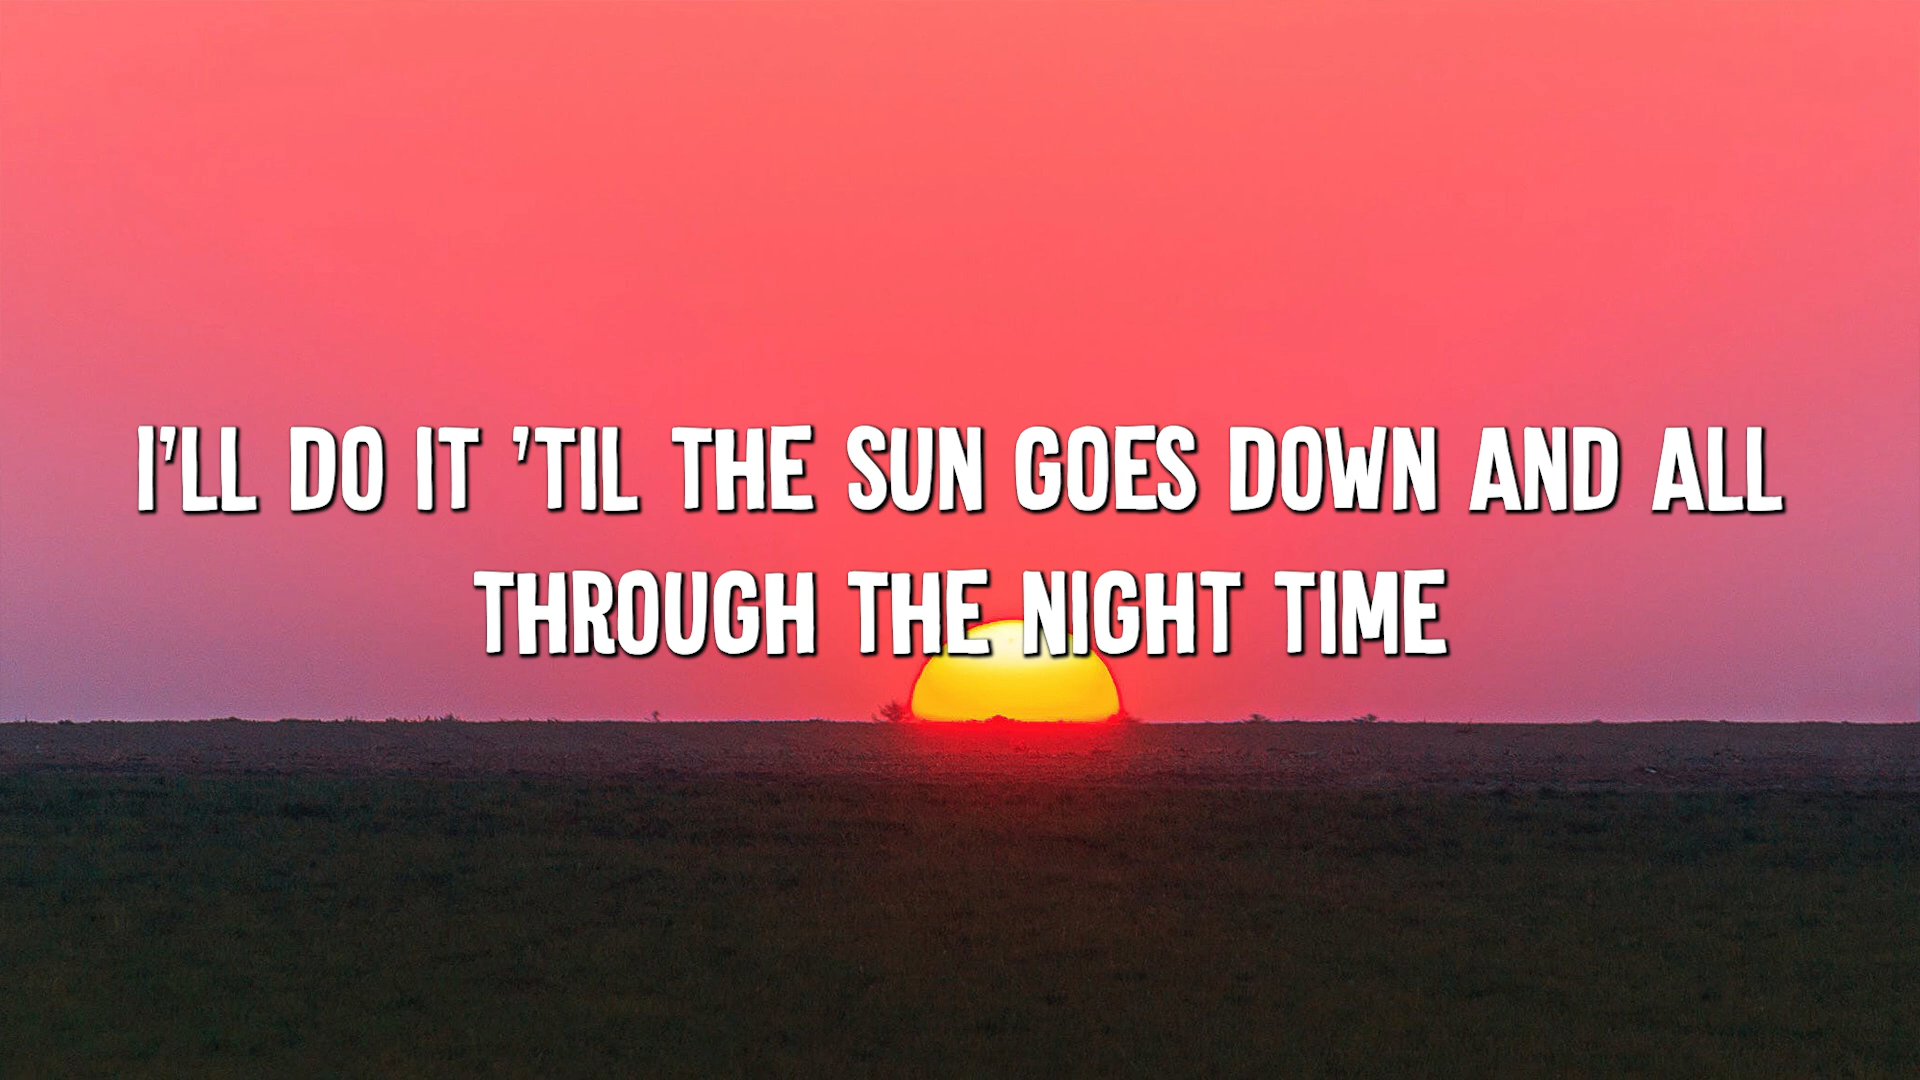 I'LL DO IT 'TIL THE SUN GOES DOWN AND ALL
THROUGH THE NIGHT TIME